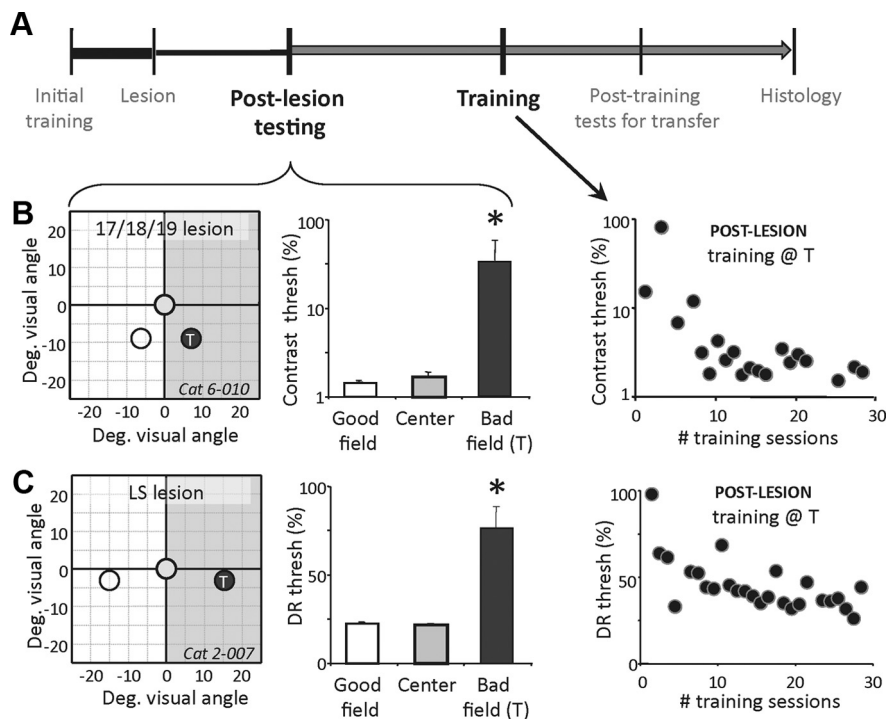 A
Initial
training
Lesion
Post-lesion
testing
Training
Post-training
tests for transfer
Histology
B
17/18/19 lesion
Deg. visual angle
20
10
0
-10
-20
T
Cat 6-010
-20 -10 0 10 20
Deg. visual angle
Contrast thresh (%)
100
10
1
*
Good
field
Center
Bad
field (T)
Contrast thresh (%)
100
10
1
POST-LESION
training @ T
0 10 20 30
# training sessions
C
LS lesion
Deg. visual angle
20
10
0
-10
-20
T
Cat 2-007
-20 -10 0 10 20
Deg. visual angle
DR thresh (%)
100
50
0
*
Good
field
Center
Bad
field (T)
DR thresh (%)
100
50
0
POST-LESION
training @ T
0 10 20 30
# training sessions